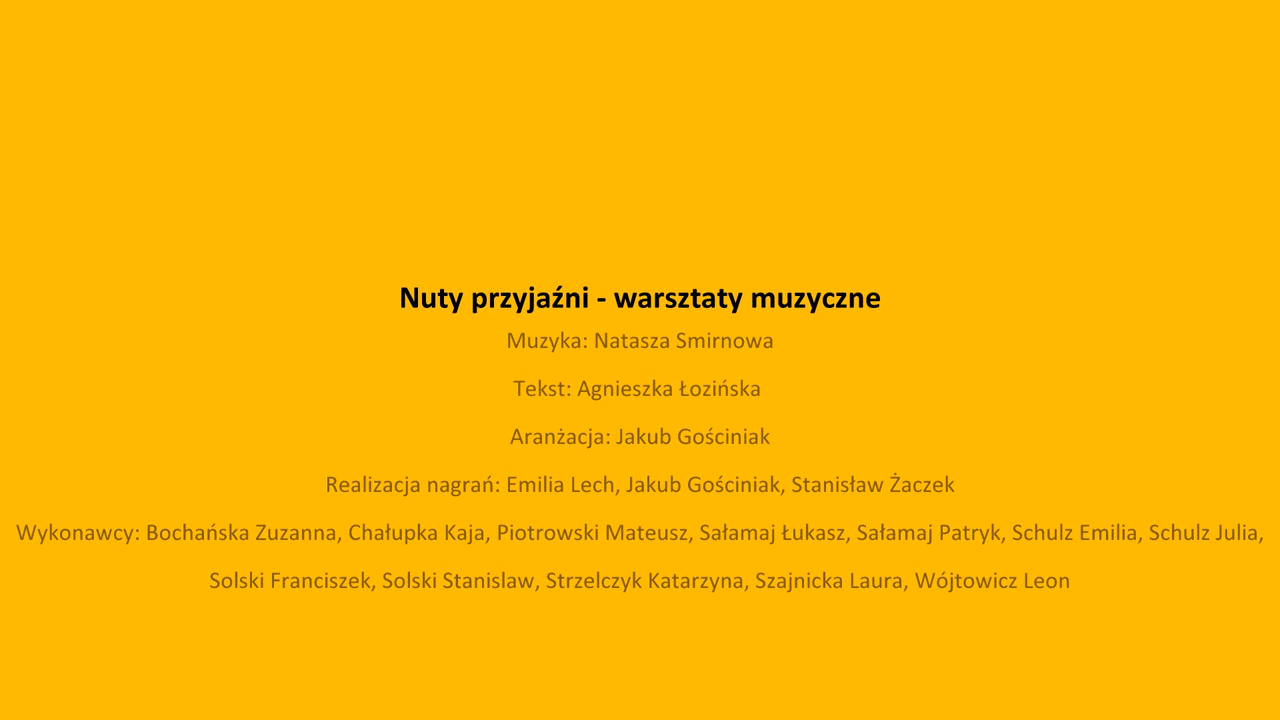 Nuty przyjaźni - warsztaty muzyczne
Muzyka: Natasza Smirnowa
Tekst: Agnieszka Łozińska
Aranżacja: Jakub Gościniak
Realizacja nagrań: Emilia Lech, Jakub Gościniak, Stanisław Żaczek
Wykonawcy: Bochańska Zuzanna, Chałupka Kaja, Piotrowski Mateusz, Sałamaj Łukasz, Sałamaj Patryk, Schulz Emilia, Schulz Julia,
Solski Franciszek, Solski Stanislaw, Strzelczyk Katarzyna, Szajnicka Laura, Wójtowicz Leon